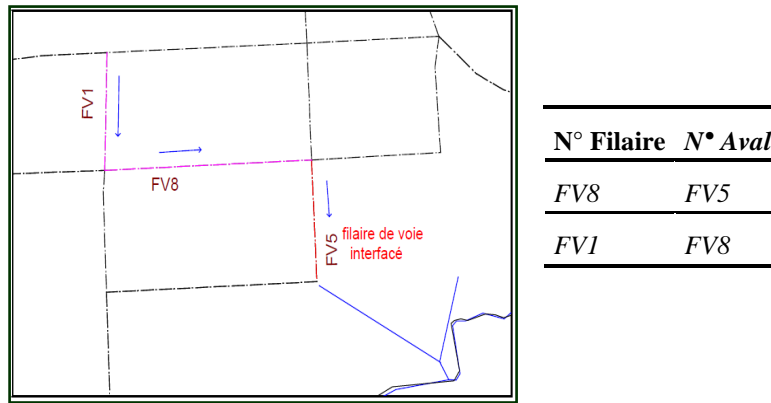 FV1
FV8
FV5
filaire de voie
interfacé
N° Filaire N• Aval
FV8 FV5
FV1 FV8